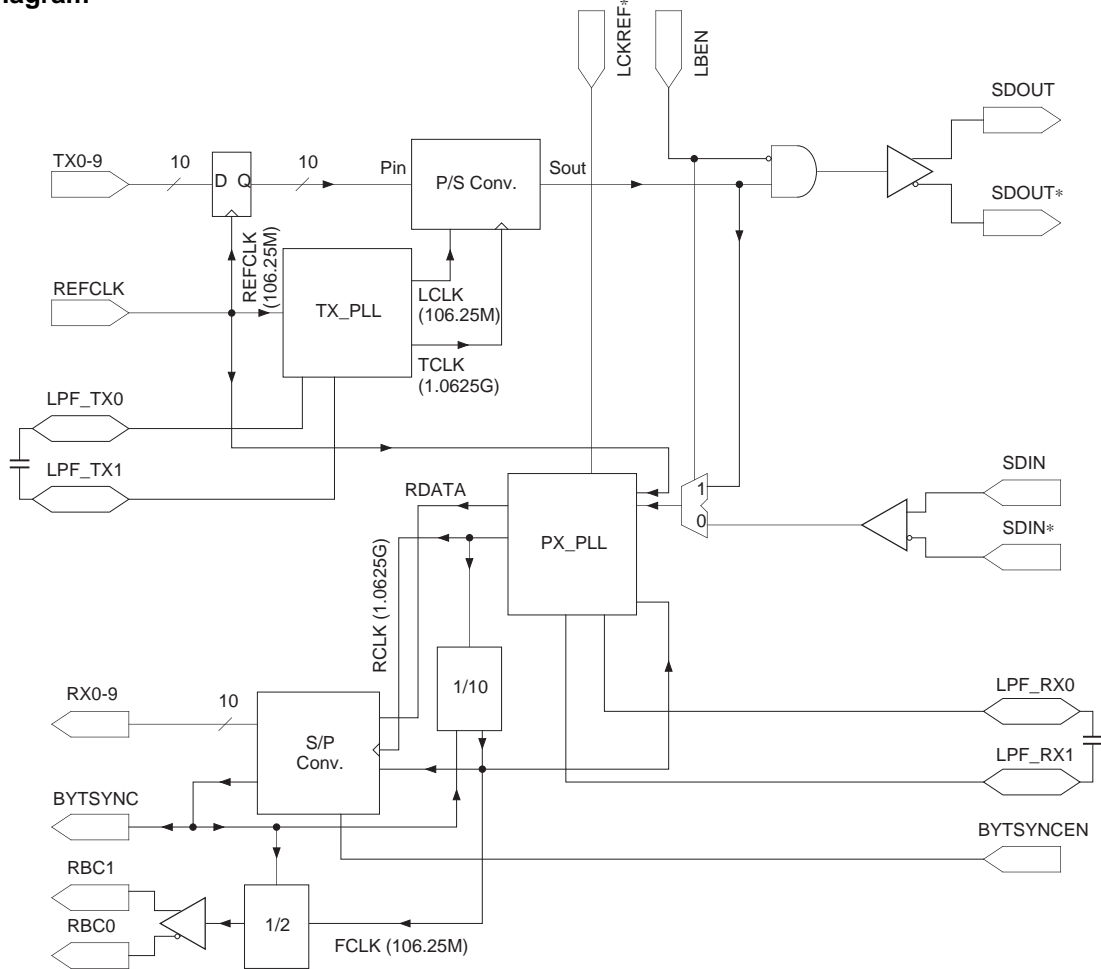 LCKREF*
LBEN
SDOUT
TX0-9
10
D Q
10
Pin
P/S Conv.
Sout
SDOUT*
REFCLK
REFCLK
(106.25M)
TX_PLL
LCLK
(106.25M)
TCLK
(1.0625G)
LPF_TX0
LPF_TX1
RDATA
PX_PLL
1
0
SDIN
SDIN*
RCLK (1.0625G)
1/10
RX0-9
10
S/P
Conv.
LPF_RX0
LPF_RX1
BYTSYNC
BYTSYNCEN
RBC1
RBC0
1/2
FCLK (106.25M)